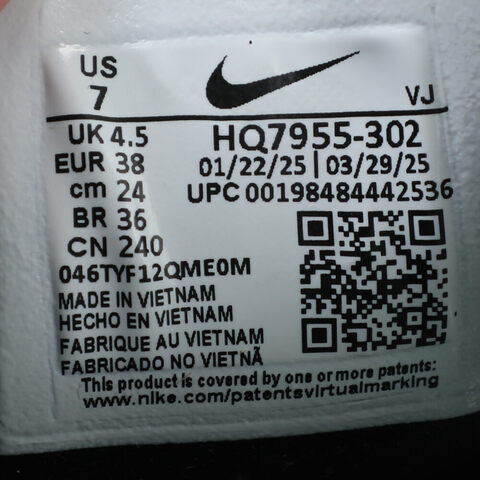 US
7
VJ
UK 4.5
EUR 38
cm 24
BR 36
CN 240
HQ7955-302
01/22/25 | 03/29/25
UPC 00198484442536
046TYF12QME0M
MADE IN VIETNAM
HECHO EN VIETNAM
FABRIQUE AU VIETNAM
FABRICADO NO VIETNÃ
This product is covered by one or more patents:
www.nike.com/patentsvirtualmarking